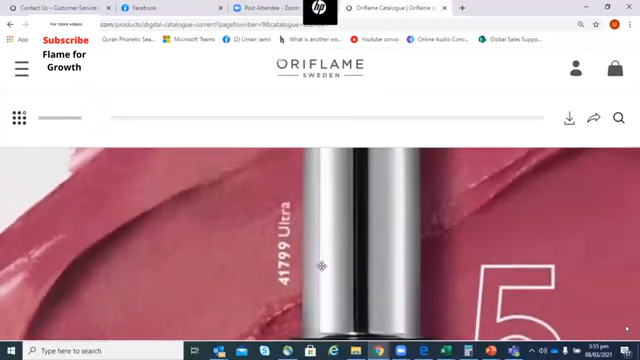 Contact Us - Customer Service (
Facebook
Post Attendee - Zoom
Oriflame Catalogue | Oriflame c
hp
For more videos
Subscribe
Flame for
Growth
com/products/digital-catalogue-current?pageNumber=9&catalogue
App
Quran Phonetic Search
Microsoft Teams
(2) Umair Jamil
What is another wo
Youtube convo
Online Audio Conv
Global Sales Suppo
ORIFLAME
SWEDEN
41799 Ultra
5
Type here to search
3:55 pm
08/03/2021